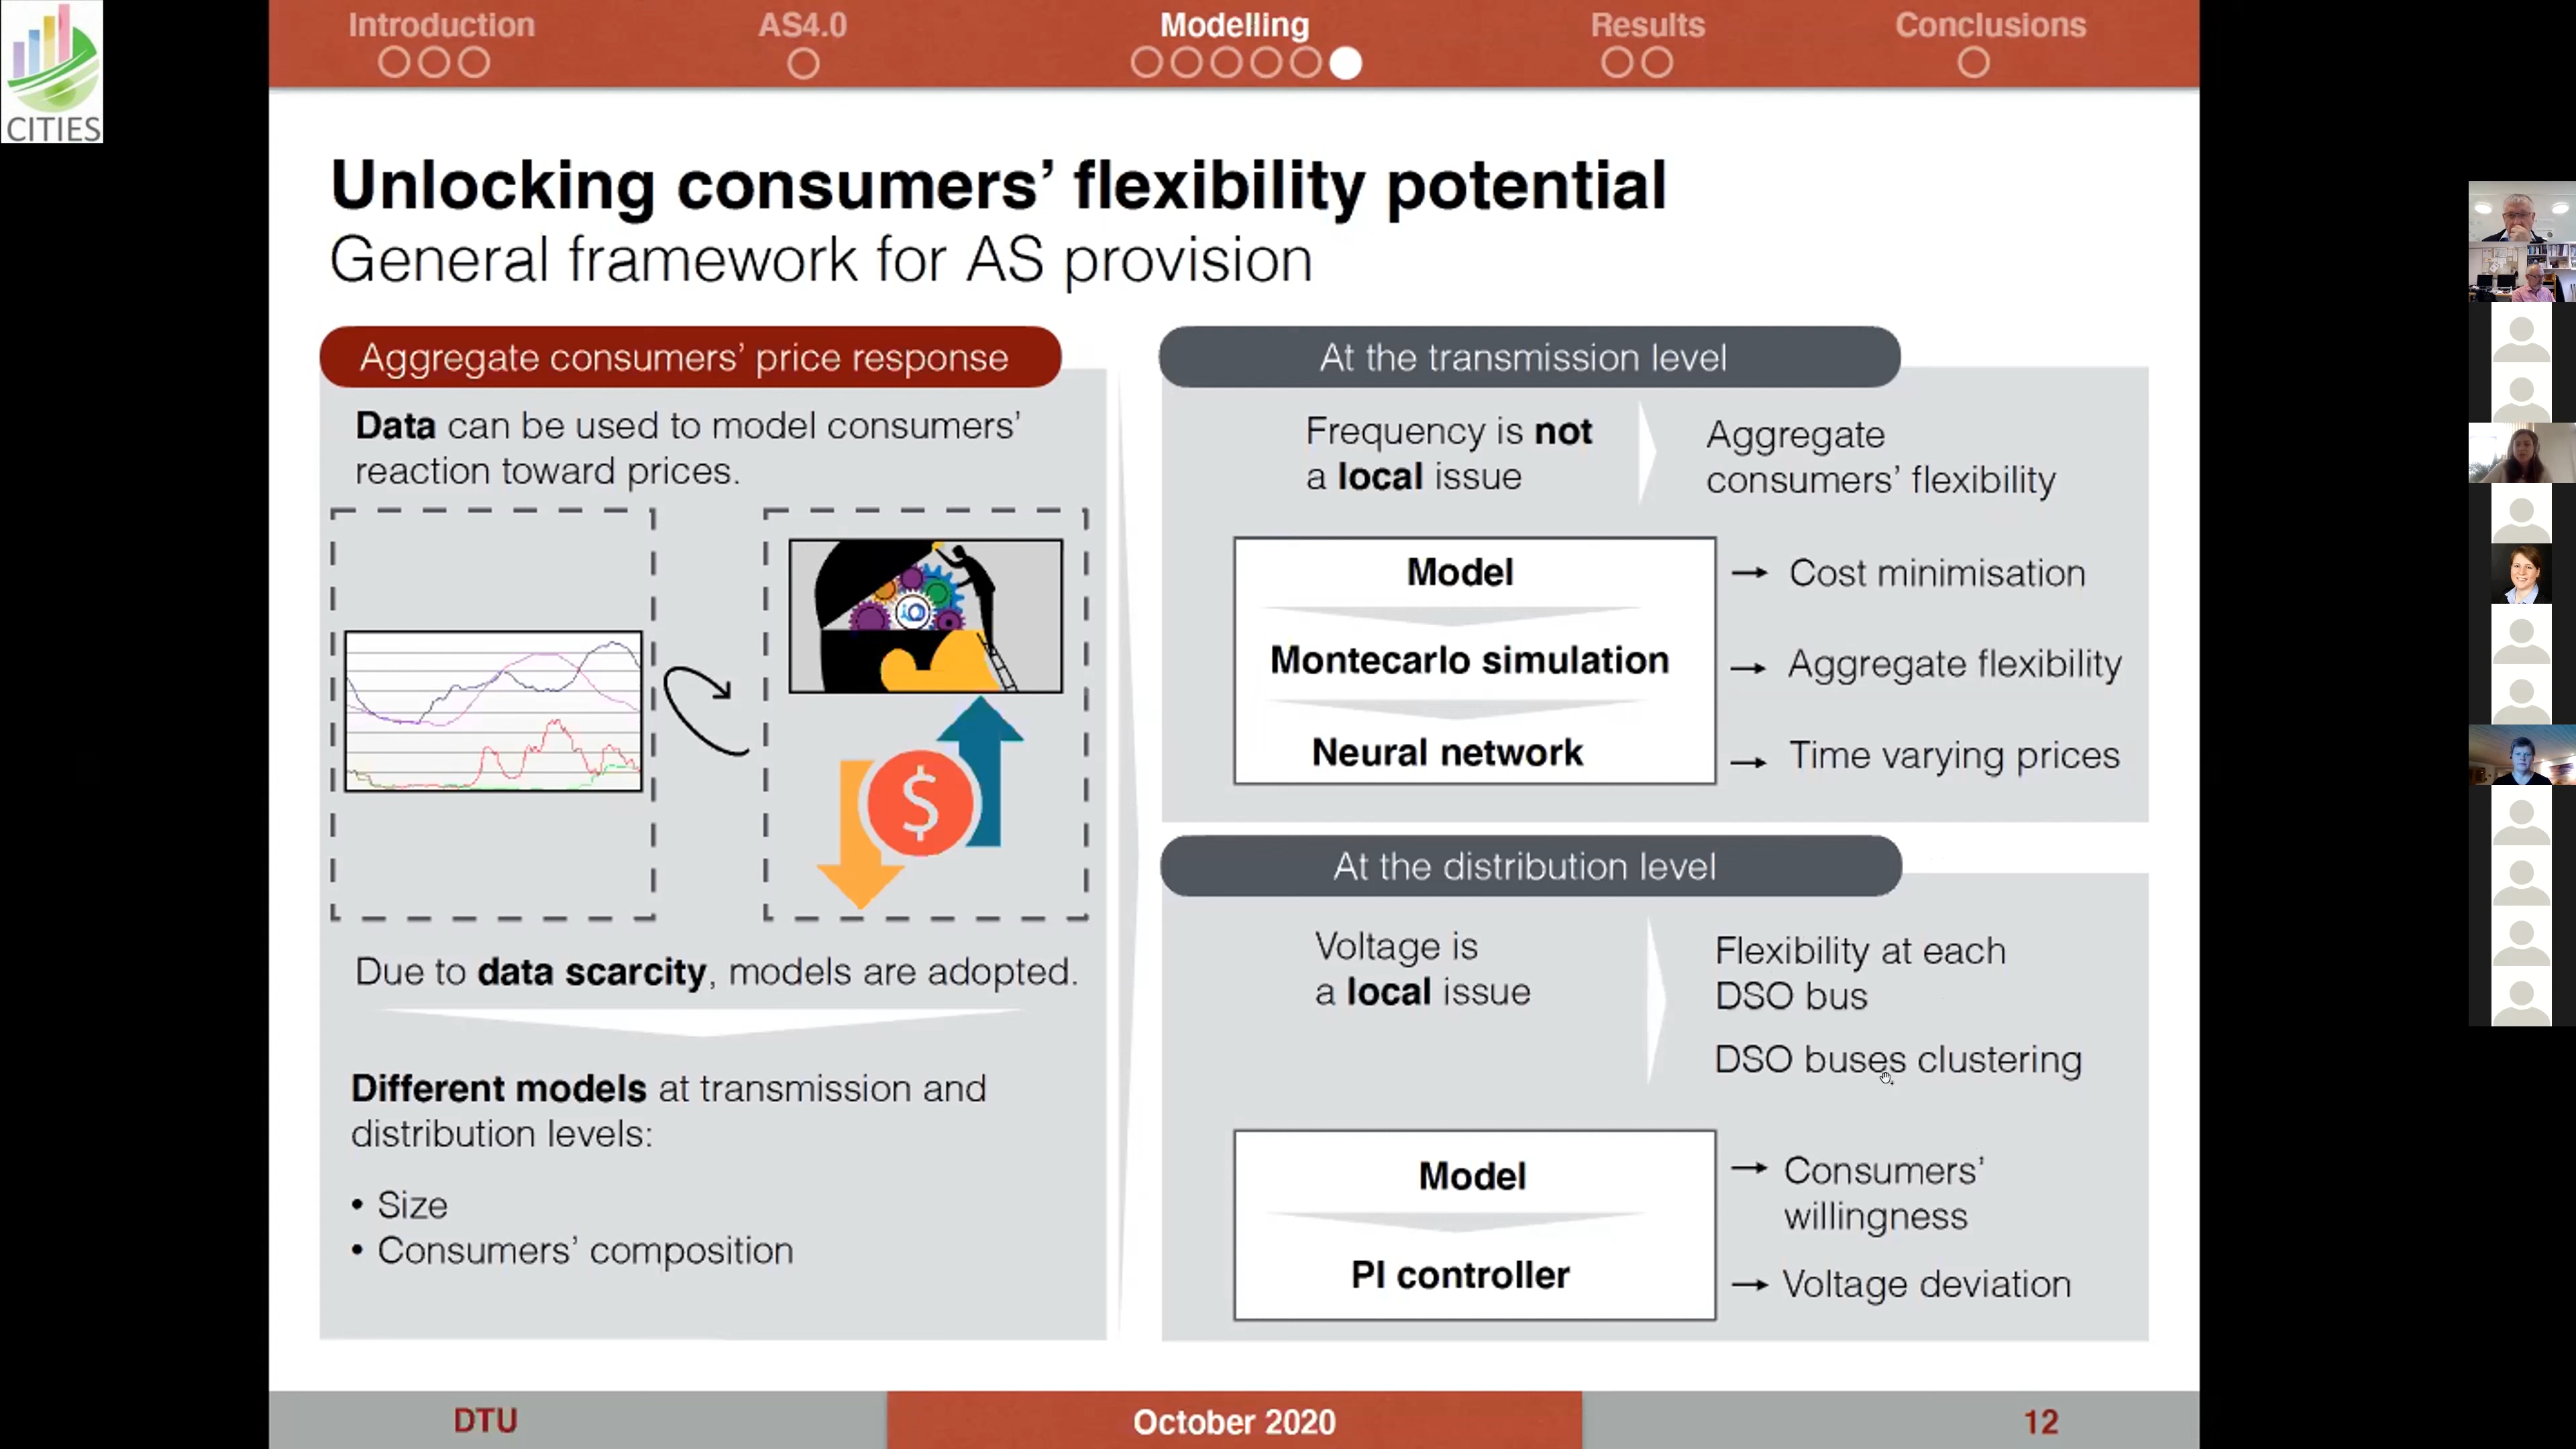 CITIES
Introduction
AS4.0
Modelling
Results
Conclusions
Unlocking consumers’ flexibility potential
General framework for AS provision
Aggregate consumers’ price response
Data can be used to model consumers’
reaction toward prices.
$
Due to data scarcity, models are adopted.
Different models at transmission and
distribution levels:
• Size
• Consumers’ composition
At the transmission level
Frequency is not
a local issue
Aggregate
consumers’ flexibility
Model
→ Cost minimisation
Montecarlo simulation
→ Aggregate flexibility
Neural network
→ Time varying prices
At the distribution level
Voltage is
a local issue
Flexibility at each
DSO bus
DSO buses clustering
Model
→ Consumers’
willingness
PI controller
→ Voltage deviation
DTU
October 2020
12